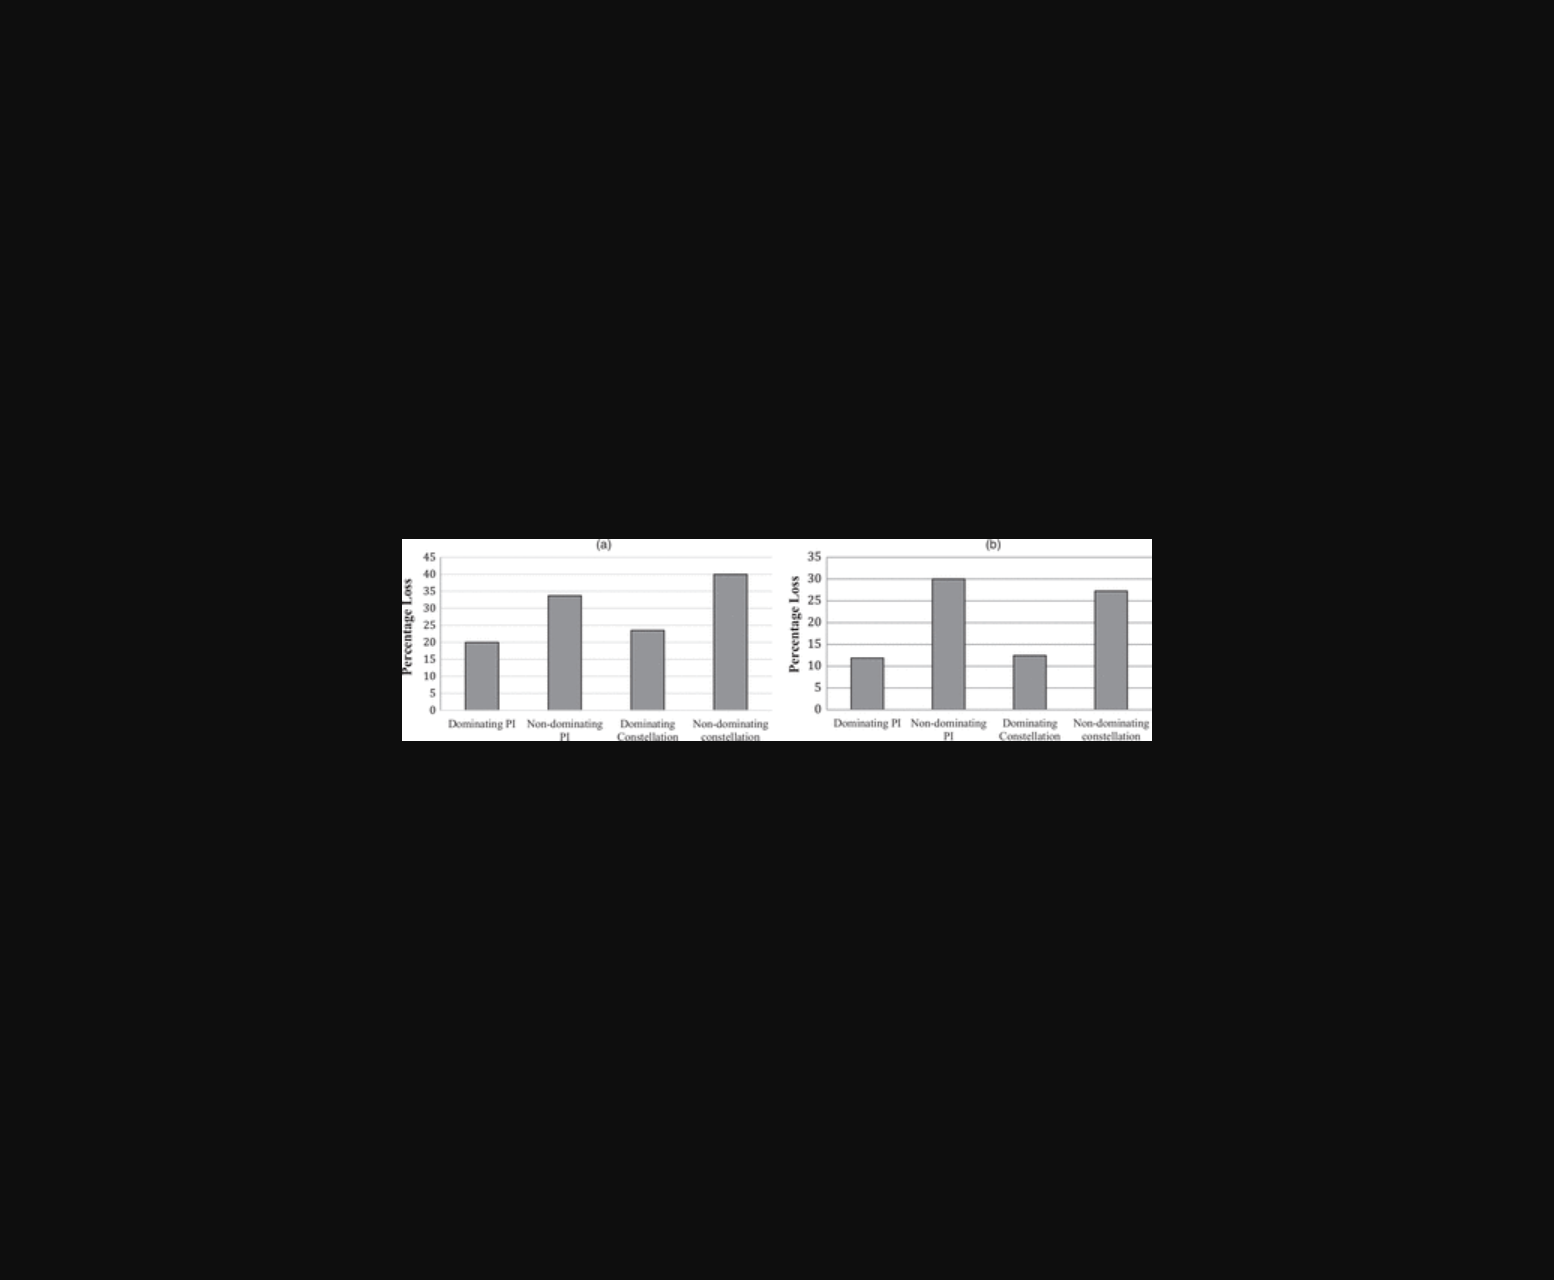 (a)
Percentage Loss
45
40
35
30
25
20
15
10
5
0
Dominating PI
Non-dominating
PI
Dominating
Constellation
Non-dominating
constellation
(b)
Percentage Loss
35
30
25
20
15
10
5
0
Dominating PI
Non-dominating
PI
Dominating
Constellation
Non-dominating
constellation